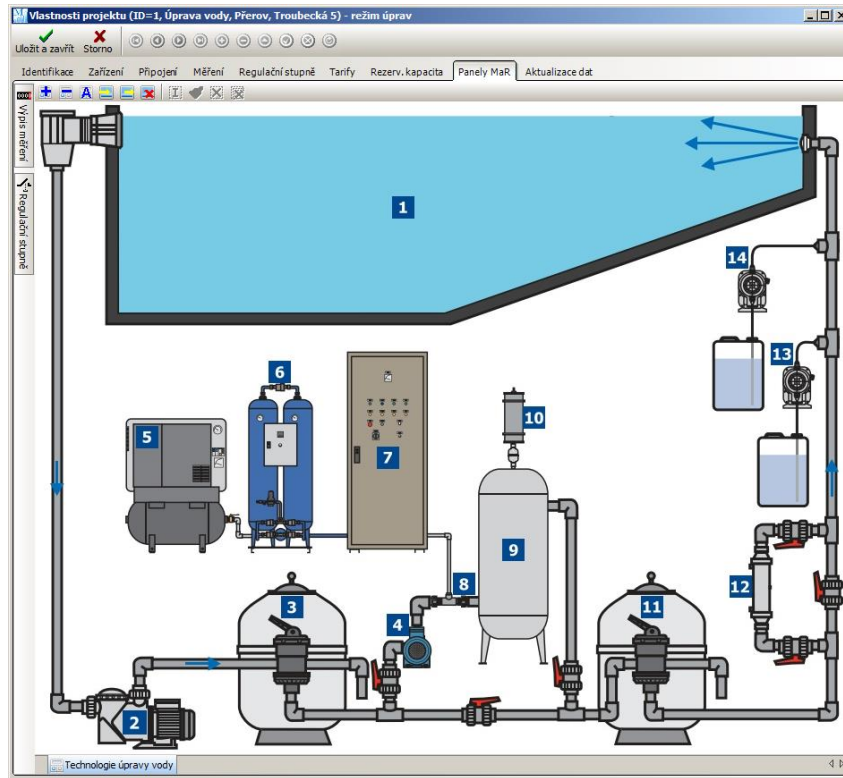 Vlastnosti projektu (ID=1, Úprava vody, Přerov, Troubecká 5) - režim úprav
Uložit a zavřít Storno
Identifikace Zařízení Připojení Měření Regulační stupně Tarify Rezerv. kapacita Panely MaR Aktualizace dat
A
Výpis měření
Regulační stupně
1
14
13
6
10
5
7
9
8
12
3
11
4
2
Technologie úpravy vody